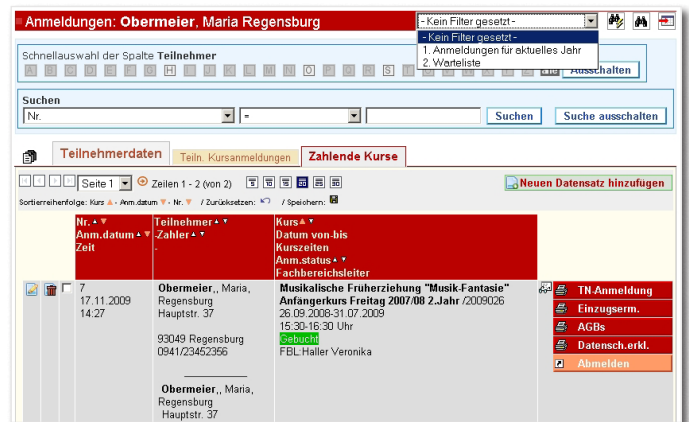 Anmeldungen: Obermeier, Maria Regensburg
-Kein Filter gesetzt-
-Kein Filter gesetzt-
1. Anmeldungen für aktuelles Jahr
2. Warteliste
Schnellauswahl der Spalte Teilnehmer
A B C D E F G H I J K L M N O P Q R S T
Ausschalten
Suchen
Nr. = Suchen Suche ausschalten
Teilnehmerdaten Teiln. Kursanmeldungen Zahlende Kurse
Seite 1 Zeilen 1 - 2 (von 2) Neuen Datensatz hinzufügen
Sortierreihenfolge: Kurs - Anm.datum - Nr. / Zurücksetzen: / Speichern:
Nr. Teilnehmer Kurs
Anm.datum -Zahler Datum von-bis
Zeit - Kurszeiten
Anm.status
Fachbereichsleiter
7 Obermeier,, Maria, Musikalische Früherziehung "Musik-Fantasie" TN-Anmeldung
17.11.2009 Regensburg Anfängerkurs Freitag 2007/08 2.Jahr /2009026 Einzugserm.
14:27 Hauptstr. 37 26.09.2008-31.07.2009 AGBs
15:30-16:30 Uhr
93049 Regensburg Gebucht Datensch.erkl.
0941/23452356 FBL:Haller Veronika Abmelden
Obermeier,, Maria,
Regensburg
Hauptstr. 37